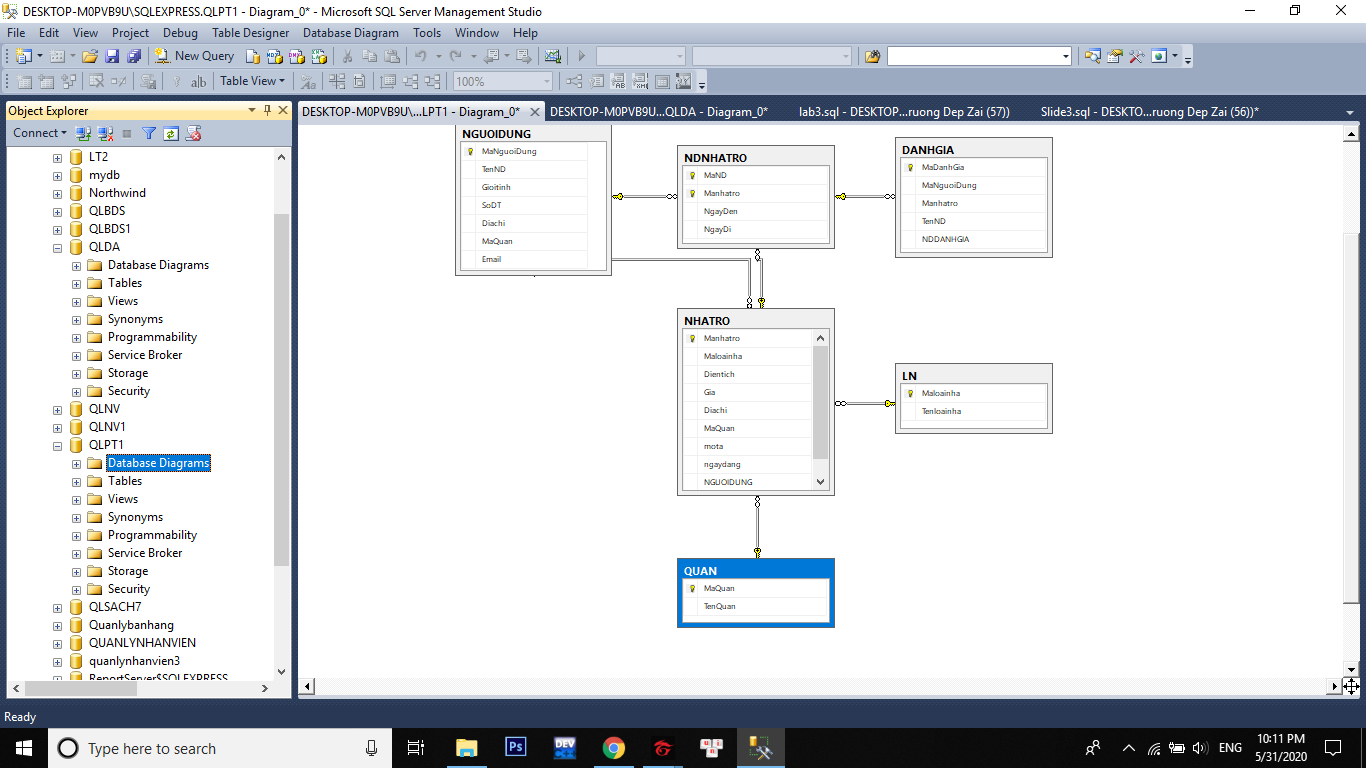 DESKTOP-M0PVB9U\SQLEXPRESS.QLPT1 - Diagram_0* - Microsoft SQL Server Management Studio
File Edit View Project Debug Table Designer Database Diagram Tools Window Help
New Query
ab| Table View 100%
Object Explorer
Connect
LT2
mydb
Northwind
QLBDS
QLBDS1
QLDA
Database Diagrams
Tables
Views
Synonyms
Programmability
Service Broker
Storage
Security
QLNV
QLNV1
QLPT1
Database Diagrams
Tables
Views
Synonyms
Programmability
Service Broker
Storage
Security
QLSACH7
Quanlybanhang
QUANLYNHANVIEN
quanlynhanvien3
ReportServer$SQLEXPRESS
DESKTOP-M0PVB9U\...LPT1 - Diagram_0* DESKTOP-M0PVB9U...QLDA - Diagram_0* lab3.sql - DESKTOP...ruong Dep Zai (57)) Slide3.sql - DESKTO...ruong Dep Zai (56))*
NGUOIDUNG
MaNguoiDung
TenND
Gioitinh
SoDT
Diachi
MaQuan
Email
NDNHATRO
MaND
Manhatro
NgayDen
NgayDi
DANHGIA
MaDanhGia
MaNguoiDung
Manhatro
TenND
NDDANHGIA
NHATRO
Manhatro
Maloainha
Dientich
Gia
Diachi
MaQuan
mota
ngaydang
NGUOIDUNG
LN
Maloainha
Tenloainha
QUAN
MaQuan
TenQuan
Ready
Type here to search
Ps
DEV
ENG
10:11 PM
5/31/2020